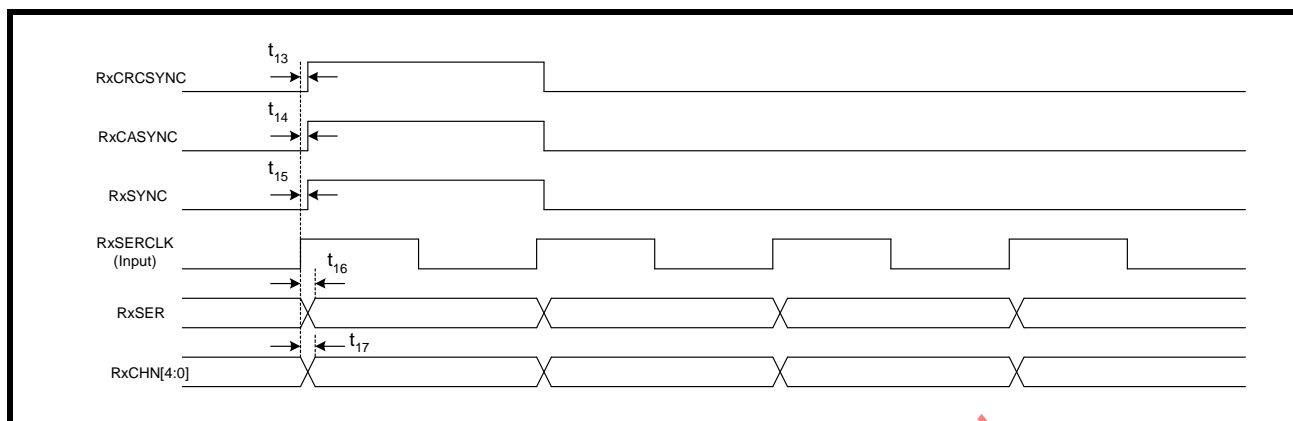 t13
RxCRCSYNC
t14
RxCASYNC
t15
RxSYNC
RxSERCLK
(Input)
t16
RxSER
t17
RxCHN[4:0]